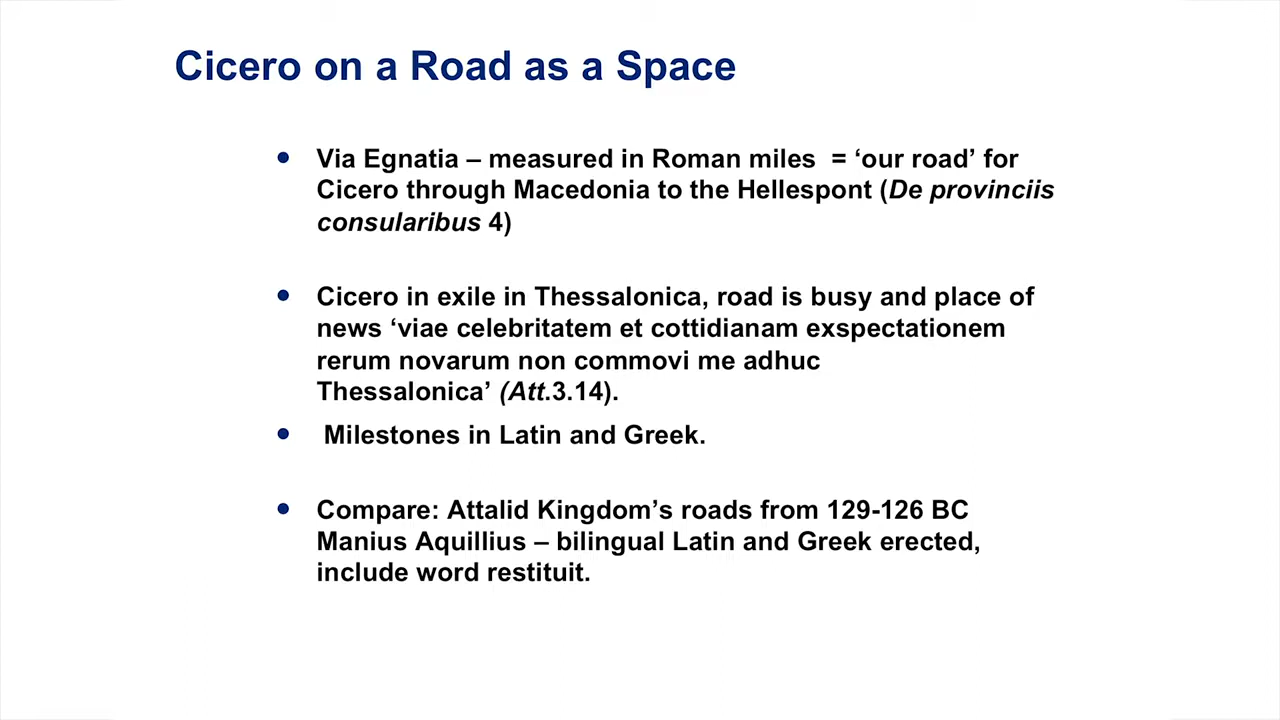 Cicero on a Road as a Space
• Via Egnatia – measured in Roman miles  = ‘our road’ for
Cicero through Macedonia to the Hellespont (De provinciis
consularibus 4)
• Cicero in exile in Thessalonica, road is busy and place of
news ‘viae celebritatem et cottidianam exspectationem
rerum novarum non commovi me adhuc
Thessalonica’ (Att.3.14).
• Milestones in Latin and Greek.
• Compare: Attalid Kingdom’s roads from 129-126 BC
Manius Aquillius – bilingual Latin and Greek erected,
include word restituit.